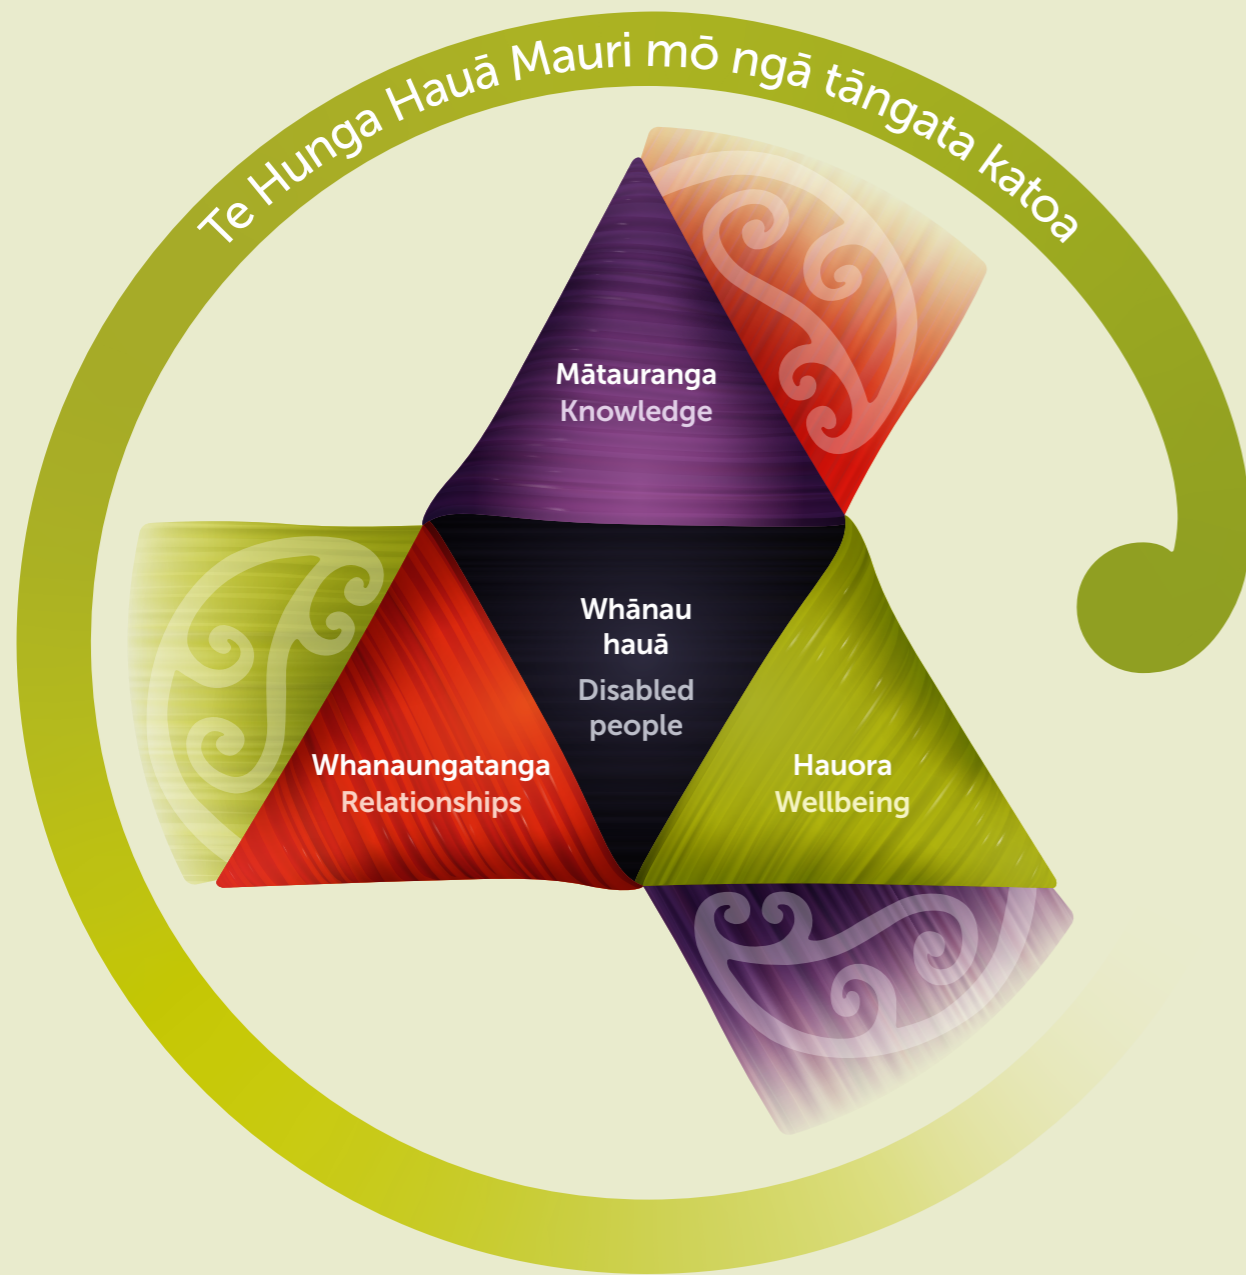 Te Hunga Hauā Mauri mō ngā tāngata katoa
Mātauranga
Knowledge
Whānau
hauā
Disabled
people
Whanaungatanga
Relationships
Hauora
Wellbeing